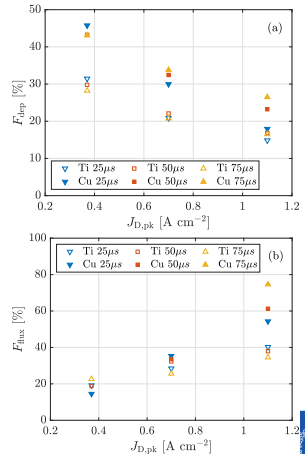 50
40
30
20
10
0
F_dep [%]
(a)
Ti 25μs Ti 50μs Ti 75μs
Cu 25μs Cu 50μs Cu 75μs
0.2 0.4 0.6 0.8 1 1.2
J_D,pk [A cm⁻²]
100
80
60
40
20
0
F_flux [%]
Ti 25μs Ti 50μs Ti 75μs
Cu 25μs Cu 50μs Cu 75μs
(b)
0.2 0.4 0.6 0.8 1 1.2
J_D,pk [A cm⁻²]